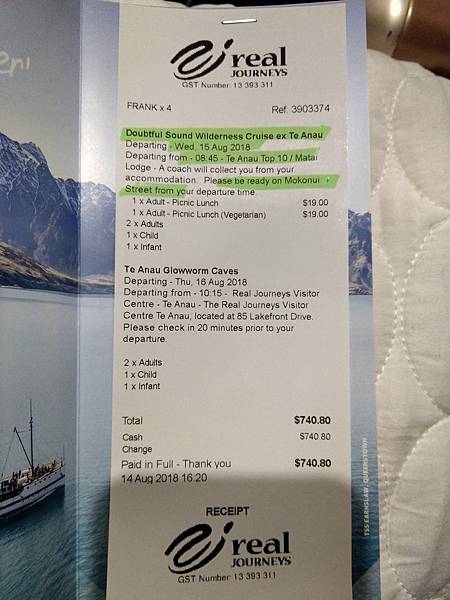 real
JOURNEYS
GST Number 13 393 311
FRANK x 4 Ref: 3903374
Doubtful Sound Wilderness Cruise ex Te Anau
Departing - Wed, 15 Aug 2018
Departing from - 08:45 - Te Anau Top 10 / Matai
Lodge - A coach will collect you from your
accommodation. Please be ready on Mokonui
Street from your departure time.
1 x Adult - Picnic Lunch $19.00
1 x Adult - Picnic Lunch (Vegetarian) $19.00
2 x Adults
1 x Child
1 x Infant
Te Anau Glowworm Caves
Departing - Thu, 16 Aug 2018
Departing from - 10:15 - Real Journeys Visitor
Centre - Te Anau - The Real Journeys Visitor
Centre Te Anau, located at 85 Lakefront Drive.
Please check in 20 minutes prior to your
departure.
2 x Adults
1 x Child
1 x Infant
Total $740.80
Cash $740.80
Change
Paid in Full - Thank you $740.80
14 Aug 2018 16:20
RECEIPT
real
JOURNEYS
GST Number 13 393 311
TSS EARNSLAW, QUEENSTOWN